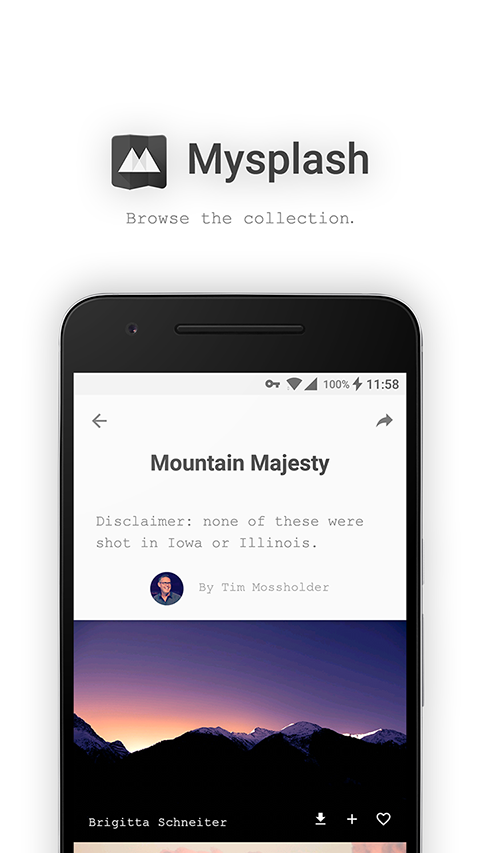 Mysplash
Browse the collection.
100% 11:58
Mountain Majesty
Disclaimer: none of these were
shot in Iowa or Illinois.
By Tim Mossholder
Brigitta Schneiter